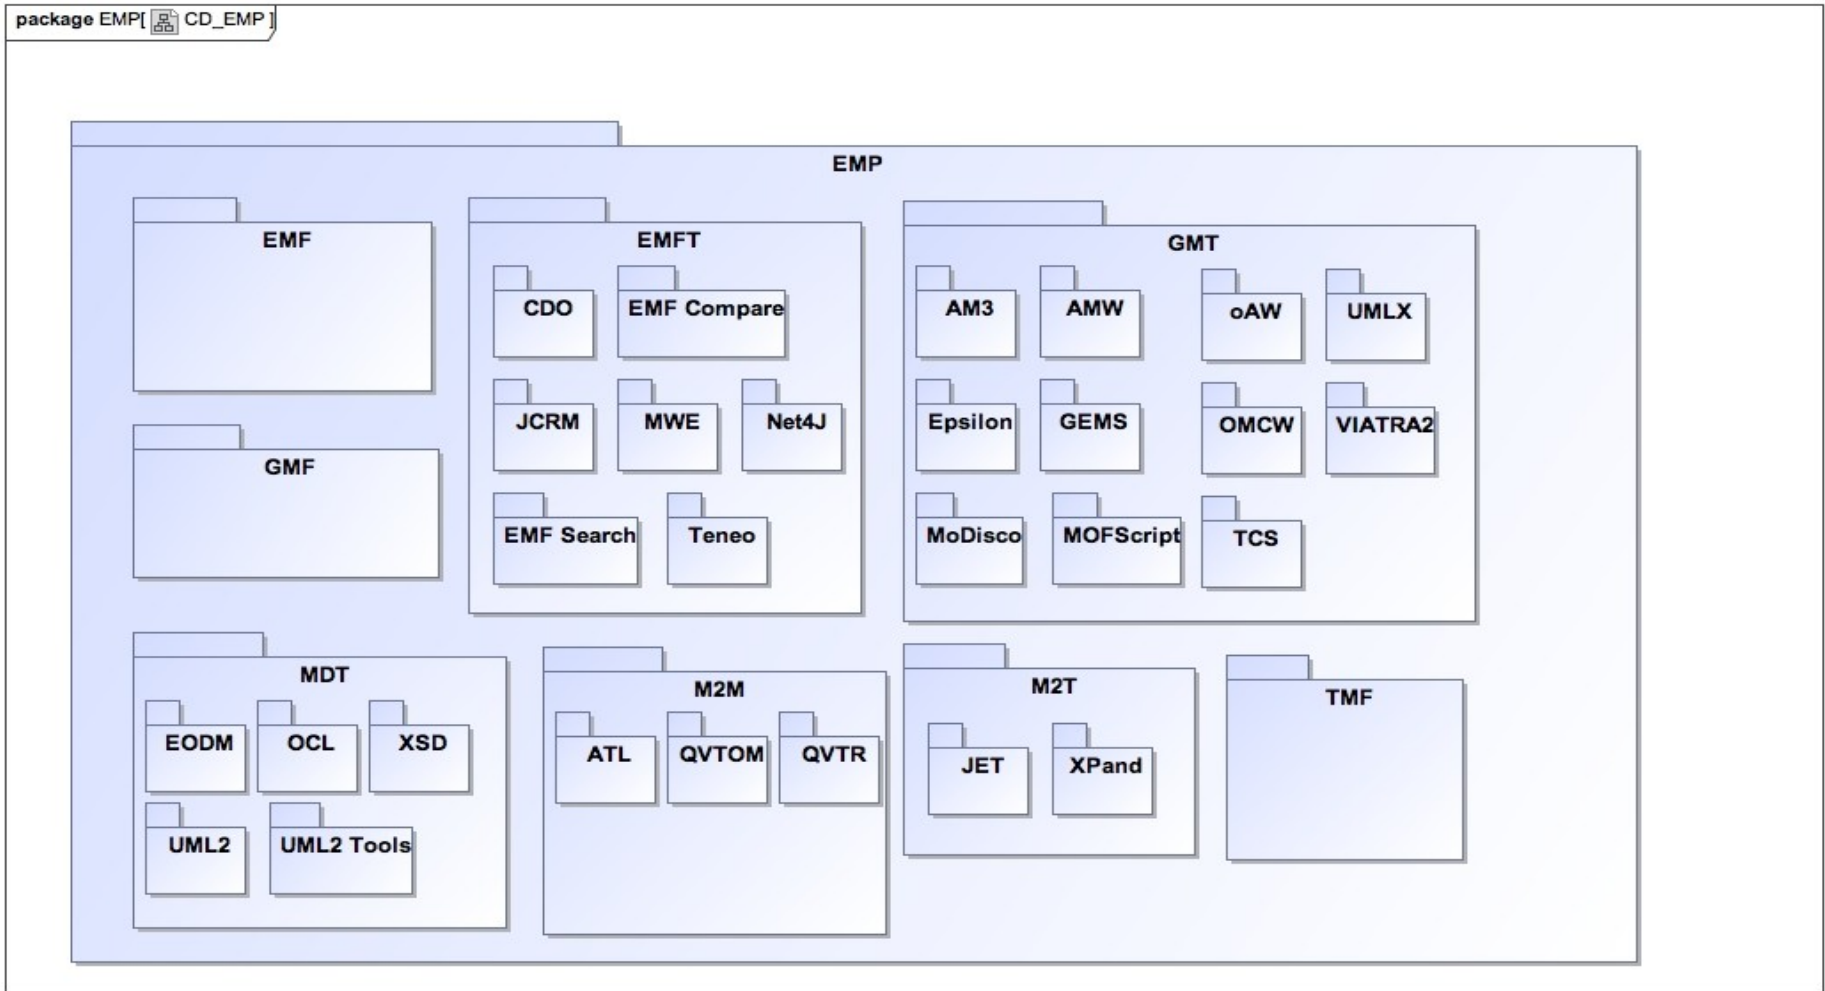 package EMP[ CD_EMP ]
EMP
EMF
EMFT
CDO
EMF Compare
JCRM
MWE
Net4J
EMF Search
Teneo
GMT
AM3
AMW
oAW
UMLX
Epsilon
GEMS
OMCW
VIATRA2
MoDisco
MOFScript
TCS
GMF
MDT
EODM
OCL
XSD
UML2
UML2 Tools
M2M
ATL
QVTOM
QVTR
M2T
JET
XPand
TMF